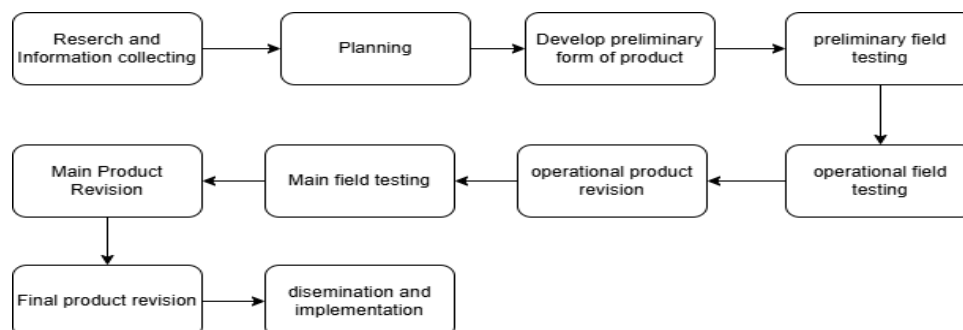 Reserch and
Information collecting
Planning
Develop preliminary
form of product
preliminary field
testing
operational field
testing
operational product
revision
Main field testing
Main Product
Revision
Final product revision
disemination and
implementation